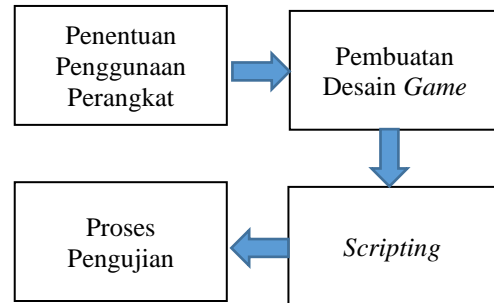 Penentuan
Penggunaan
Perangkat
Pembuatan
Desain Game
Scripting
Proses
Pengujian